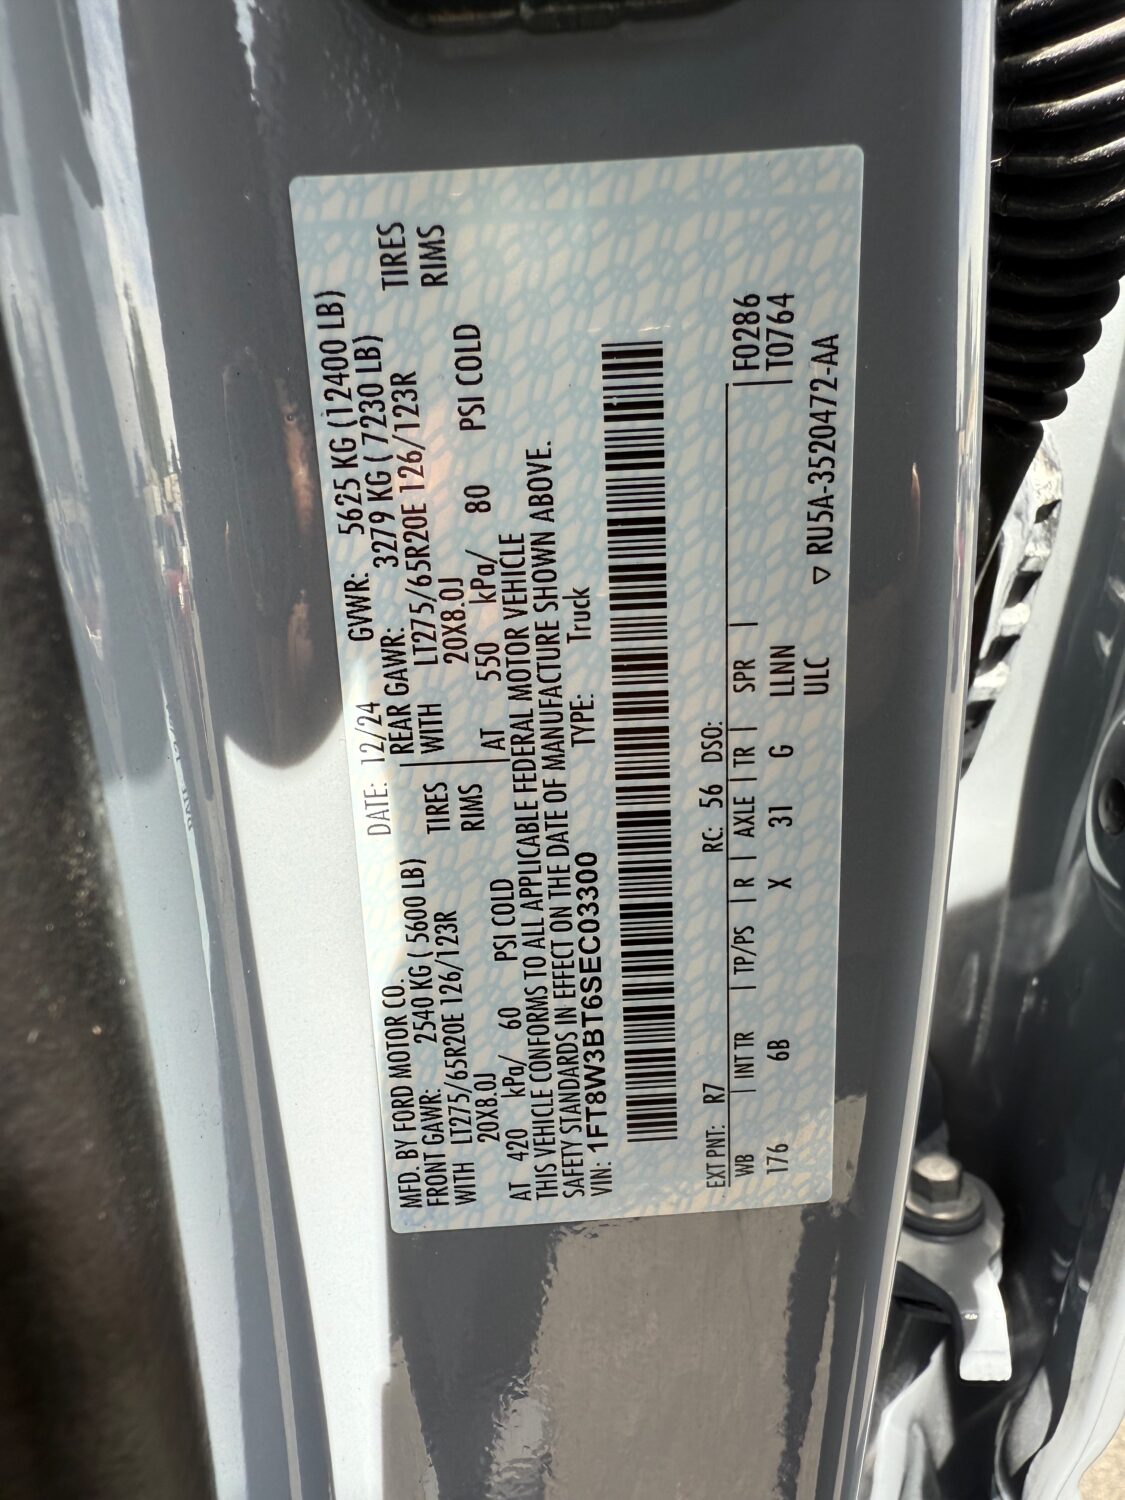 MFD. BY FORD MOTOR CO.
DATE: 12/24
GVWR: 5625 KG (12400 LB)
FRONT GAWR: 2540 KG ( 5600 LB)
REAR GAWR: 3279 KG ( 7230 LB)
WITH LT275/65R20E 126/123R TIRES
WITH LT275/65R20E 126/123R TIRES
20X8.0J RIMS
20X8.0J RIMS
AT 420 kPa/ 60 PSI COLD
AT 550 kPa/ 80 PSI COLD
THIS VEHICLE CONFORMS TO ALL APPLICABLE FEDERAL MOTOR VEHICLE
SAFETY STANDARDS IN EFFECT ON THE DATE OF MANUFACTURE SHOWN ABOVE.
VIN: 1FT8W3BT6SEC03300
TYPE: Truck
EXT PNT: R7 RC: 56 DSO:
WB | INT TR | TP/PS | R | AXLE | TR | SPR | F0286
176 6B X 31 G LLNN T0764
ULC ▽ RU5A-3520472-AA